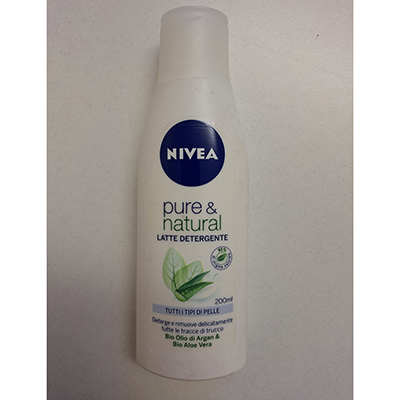 NIVEA
pure &
natural
LATTE DETERGENTE
200ml
TUTTI I TIPI DI PELLE
Deterge e rimuove delicatamente
tutte le tracce di trucco
Bio Olio di Argan &
Bio Aloe Vera